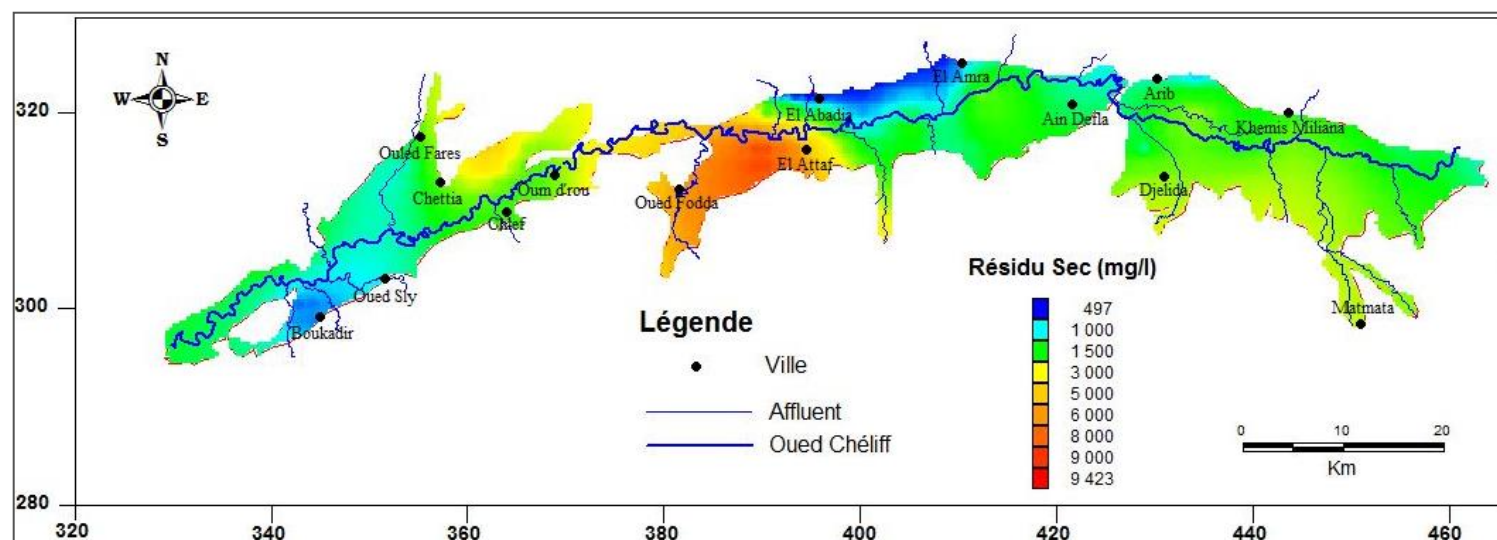 N
W E
S
320
300
280
320 340 360 380 400 420 440 460
Ouled Fares
Chettia
Oum d'rou
Chlef
Oued Sly
Boukadir
Oued Fodda
El Attaf
El Abadia
El Amra
Ain Defla
Arib
Khemis Miliana
Djelida
Matmata
Légende
Ville
Affluent
Oued Chéliff
Résidu Sec (mg/l)
497
1 000
1 500
3 000
5 000
6 000
8 000
9 000
9 423
0 10 20
Km